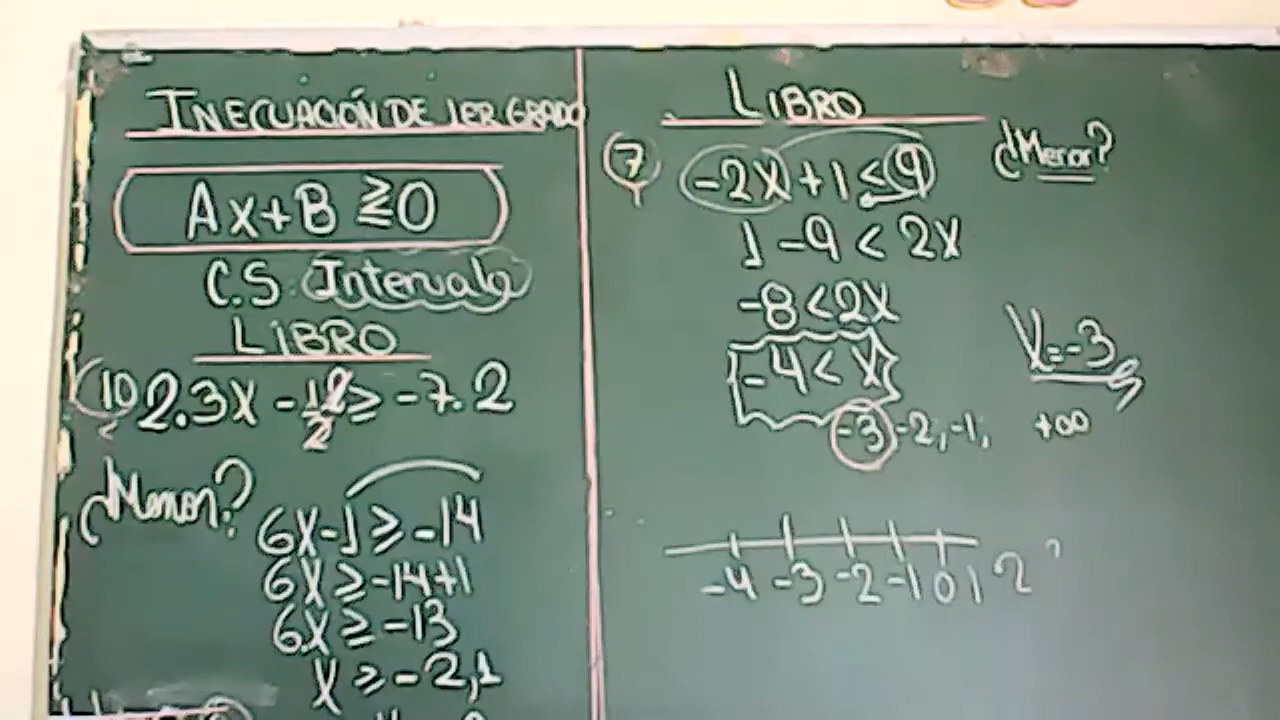 INECUACIÓN DE 1ER GRADO
Ax+B ≥ 0
C.S: Intervalo
LIBRO
10 2.3x - 1/2 2 ≥ -7.2
¿Menor?
6x-1 ≥ -14
6x ≥ -14+1
6x ≥ -13
x ≥ -2,1
LIBRO
7 -2x+1 < 9 ¿Menor?
1-9 < 2x
-8 < 2x
-4 < x
x=-3
-3 -2, -1, +∞
-4 -3 -2 -1 0 1 2